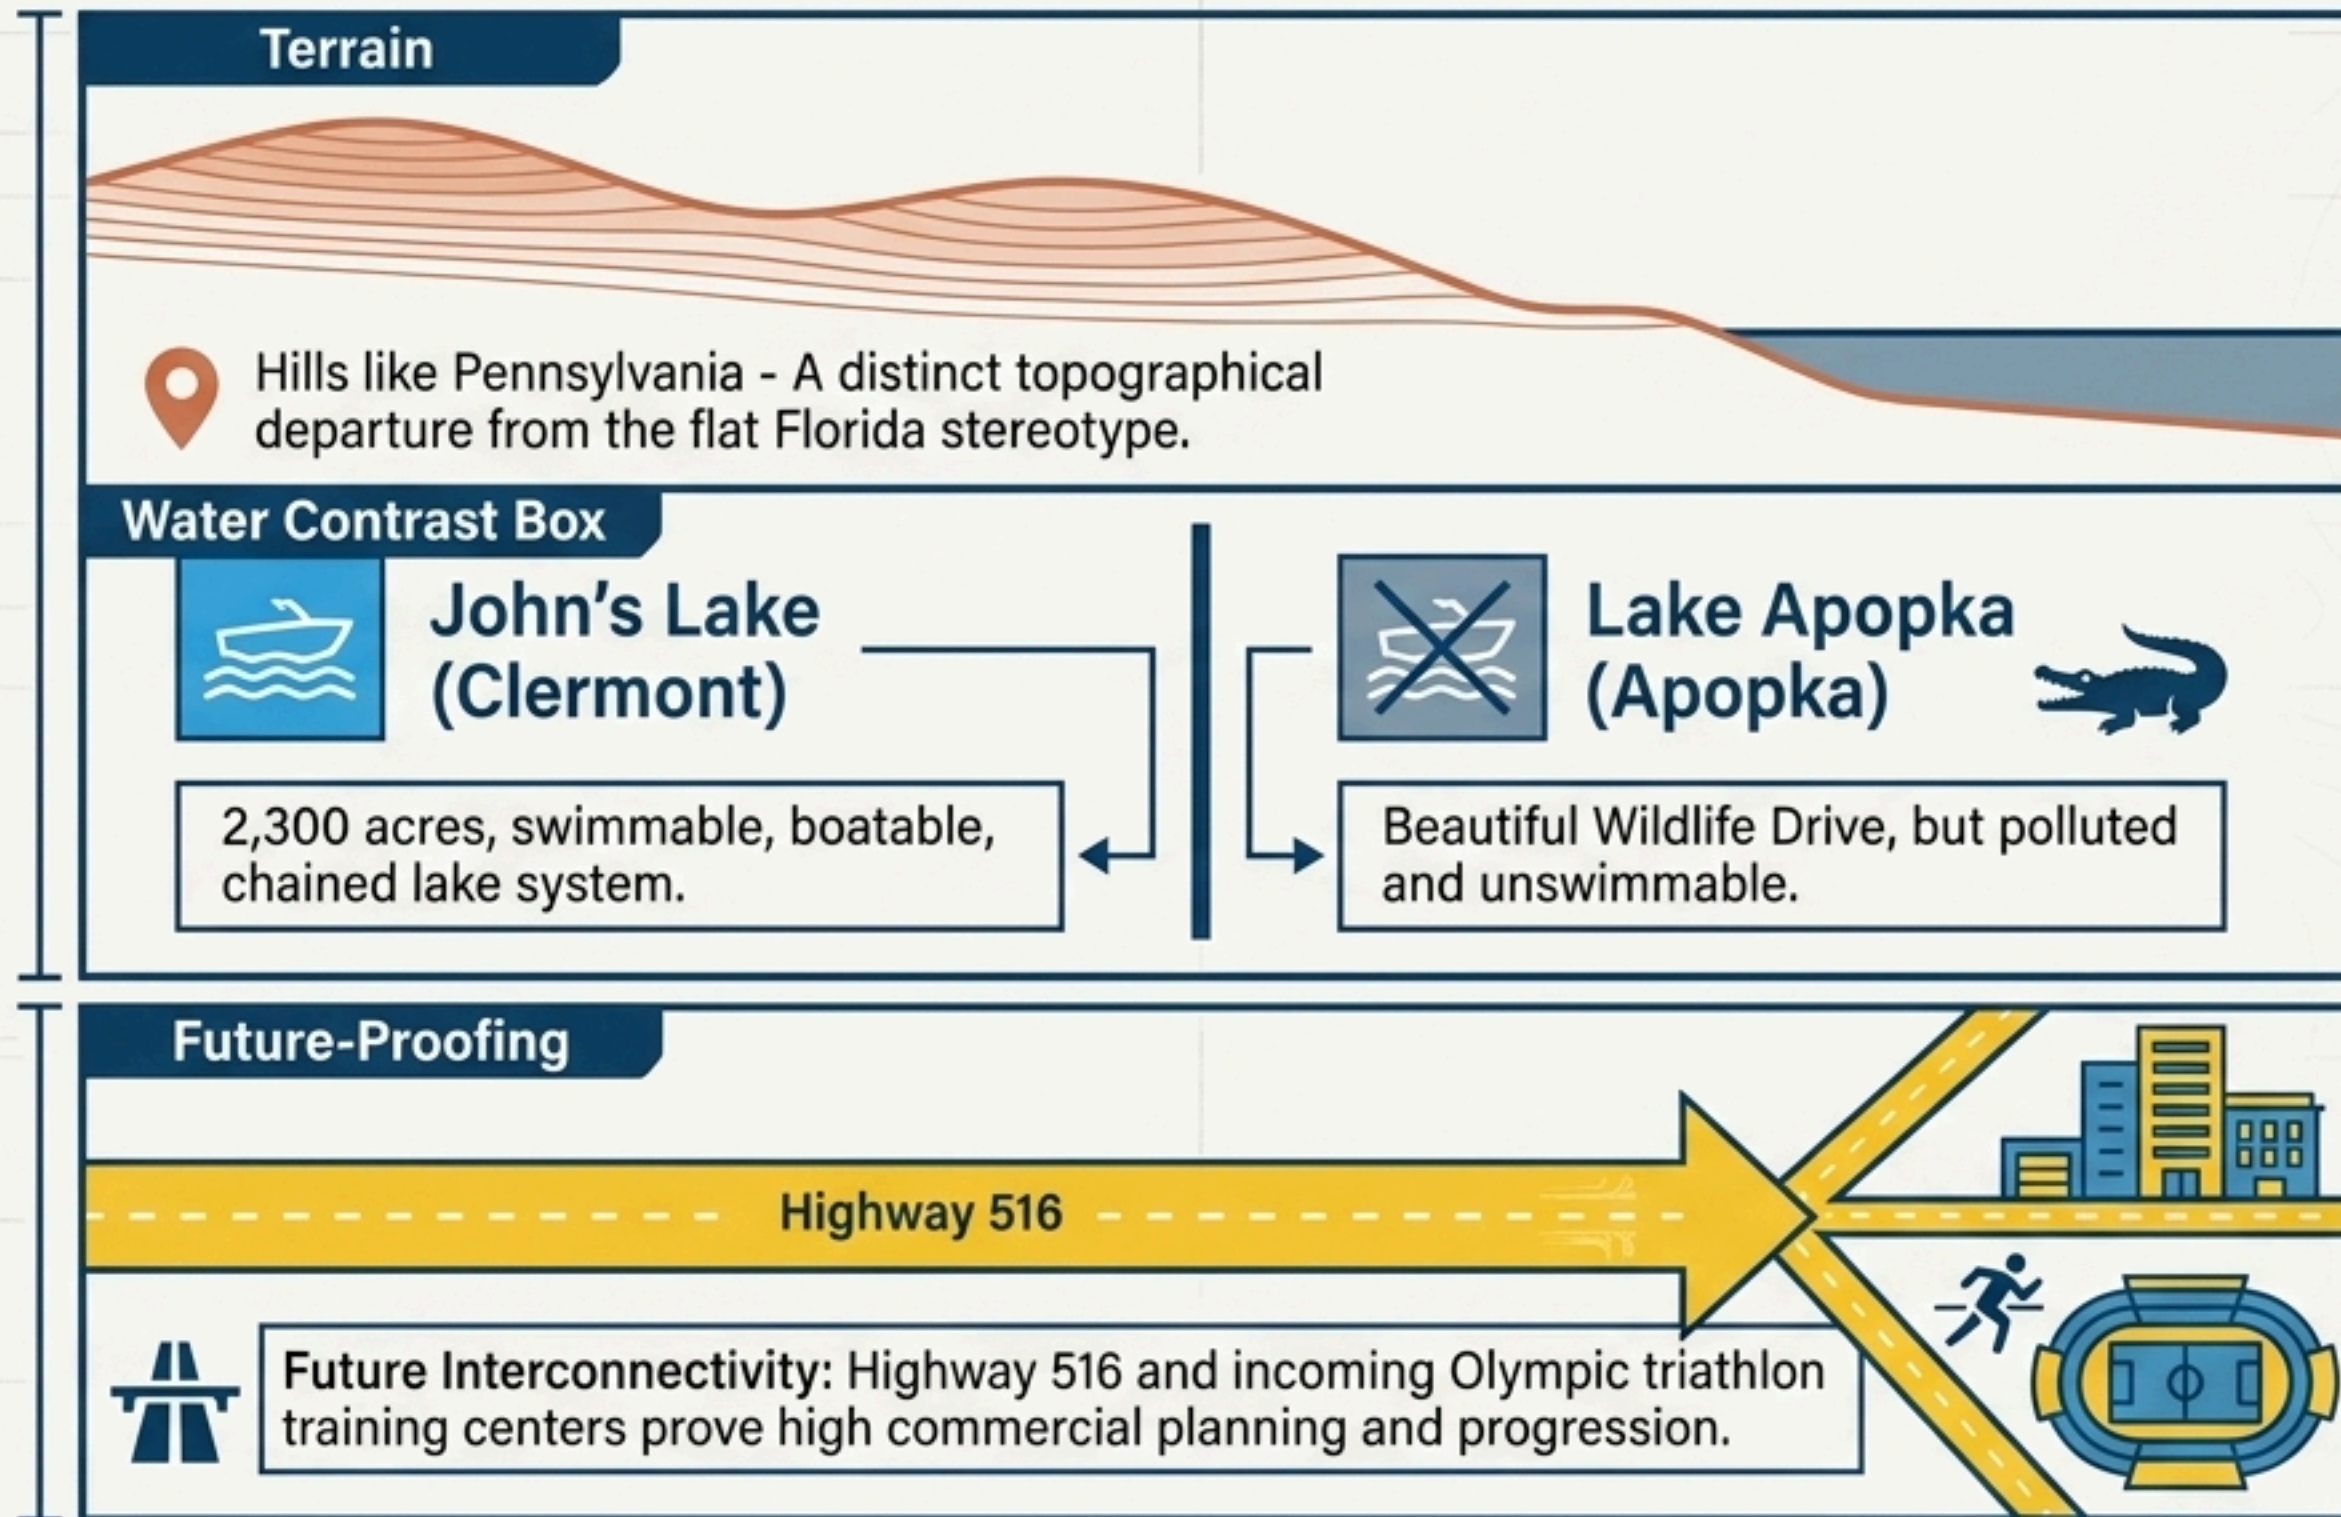 Terrain
Hills like Pennsylvania - A distinct topographical
departure from the flat Florida stereotype.
Water Contrast Box
John's Lake
(Clermont)
2,300 acres, swimmable, boatable,
chained lake system.
Lake Apopka
(Apopka)
Beautiful Wildlife Drive, but polluted
and unswimmable.
Future-Proofing
Highway 516
Future Interconnectivity: Highway 516 and incoming Olympic triathlon
training centers prove high commercial planning and progression.